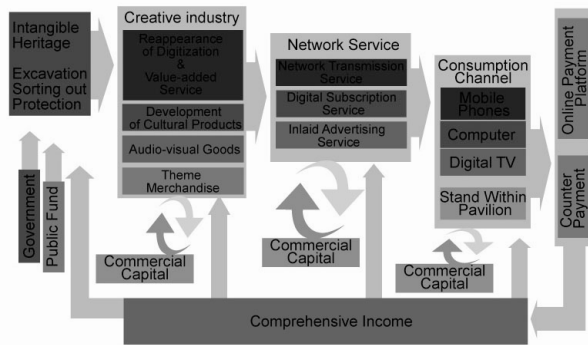 Intangible
Heritage
Excavation
Sorting out
Protection
Government
Public Fund
Creative industry
Reappearance
of Digitization
&
Value-added
Service
Development
of Cultural Products
Audio-visual Goods
Theme
Merchandise
Commercial
Capital
Network Service
Network Transmission
Service
Digital Subscription
Service
Inlaid Advertising
Service
Commercial
Capital
Consumption
Channel
Mobile
Phones
Computer
Digital TV
Stand Within
Pavilion
Commercial
Capital
Online Payment
Platform
Counter
Payment
Comprehensive Income